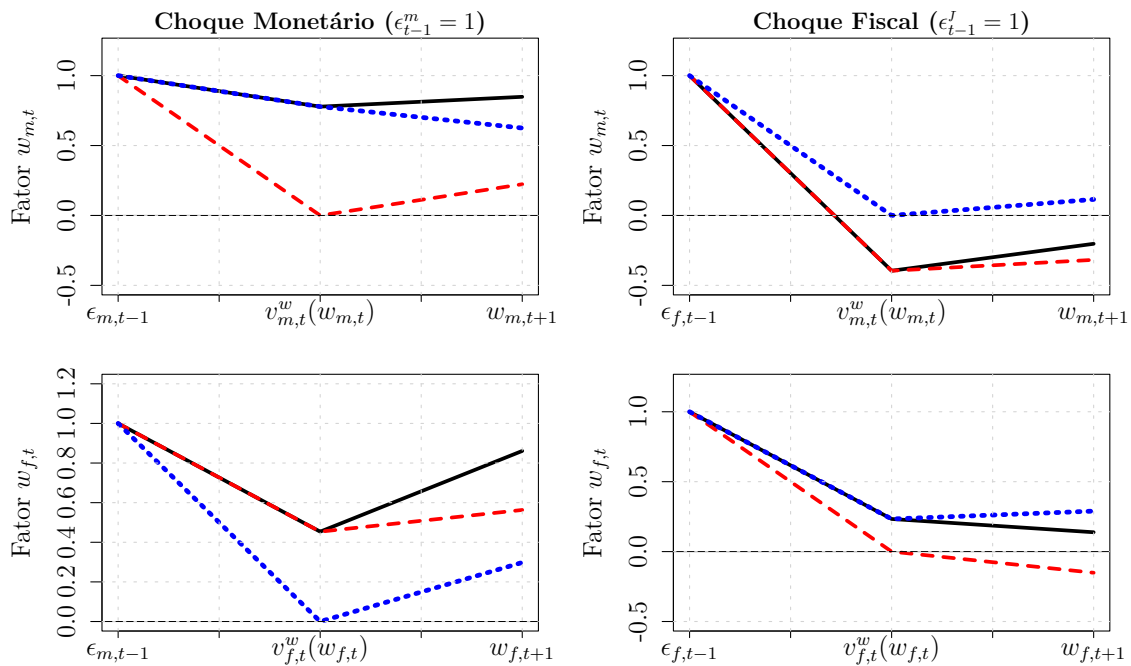 Choque Monetário (ϵ^m_{t−1} = 1)
Fator w_{m,t}
1.0
0.5
0.0
-0.5
ϵ_{m,t−1}
v^w_{m,t}(w_{m,t})
w_{m,t+1}
Choque Fiscal (ϵ^f_{t−1} = 1)
Fator w_{m,t}
1.0
0.5
0.0
-0.5
ϵ_{f,t−1}
v^w_{m,t}(w_{m,t})
w_{m,t+1}
Fator w_{f,t}
1.2
1.0
0.8
0.6
0.4
0.2
0.0
ϵ_{m,t−1}
v^w_{f,t}(w_{f,t})
w_{f,t+1}
Fator w_{f,t}
1.0
0.5
0.0
-0.5
ϵ_{f,t−1}
v^w_{f,t}(w_{f,t})
w_{f,t+1}